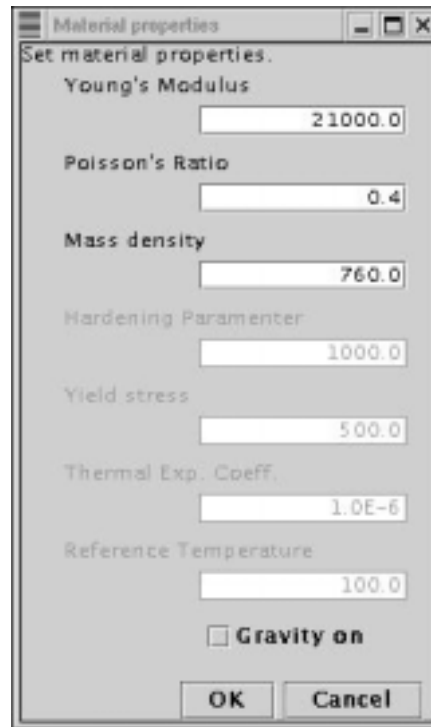 Material properties
Set material properties.
Young's Modulus
21000.0
Poisson's Ratio
0.4
Mass density
760.0
Hardening Paramenter
1000.0
Yield stress
500.0
Thermal Exp. Coeff.
1.0E-6
Reference Temperature
100.0
Gravity on
OK Cancel